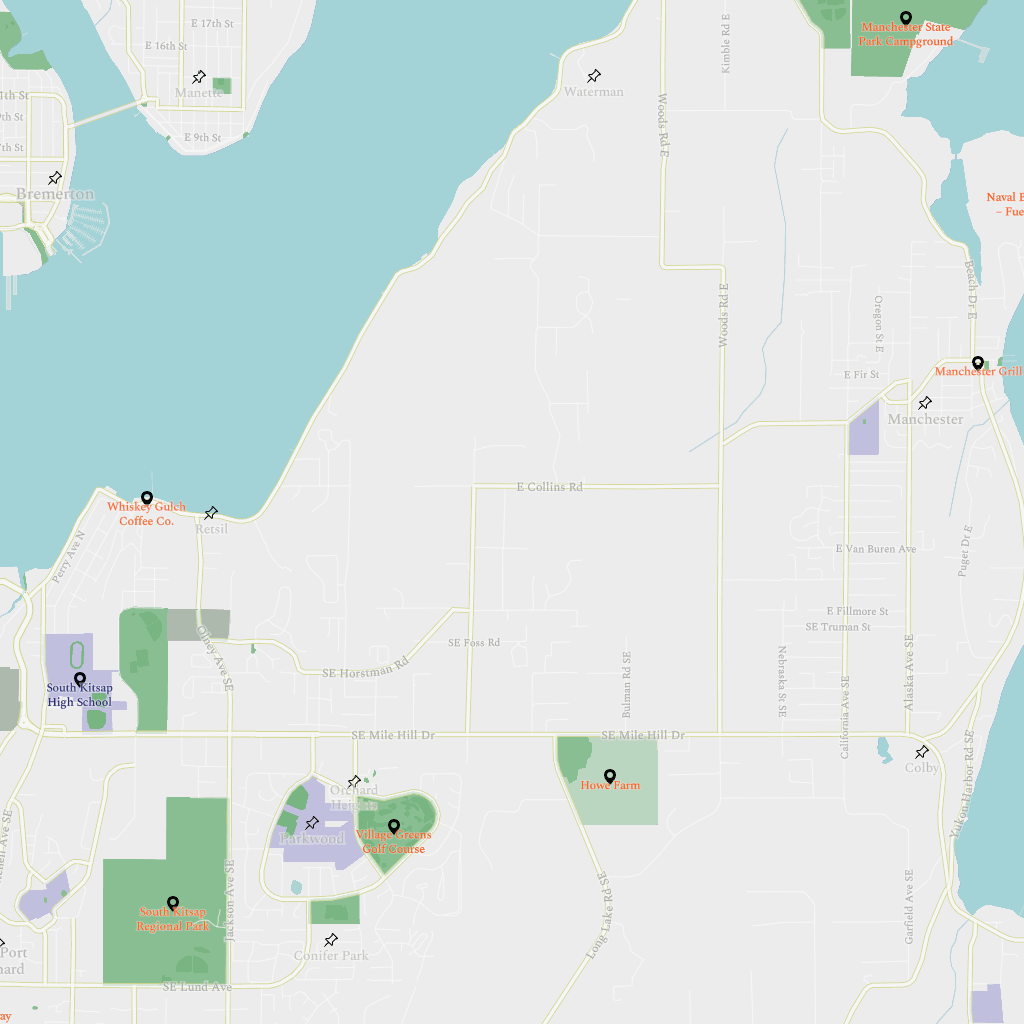 E 17th St
Manchester State
Park Campground
E 16th St
Kimble Rd E
Manette
Waterman
Woods Rd E
E 9th St
Bremerton
Beach Dr E
Woods Rd E
Oregon St E
E Fir St
Manchester Grill
Manchester
E Collins Rd
Whiskey Gulch
Coffee Co.
Retsil
Perry Ave N
E Van Buren Ave
Puget Dr E
E Fillmore St
SE Truman St
Olney Ave SE
SE Foss Rd
SE Horstman Rd
Bulman Rd SE
Nebraska St SE
Alaska Ave SE
California Ave SE
South Kitsap
High School
SE Mile Hill Dr
SE Mile Hill Dr
Colby
Yukon Harbor Rd SE
Howe Farm
Orchard
Heights
Parkwood
Village Greens
Golf Course
Jackson Ave SE
Long Lake Rd SE
Garfield Ave SE
South Kitsap
Regional Park
Conifer Park
SE Lund Ave